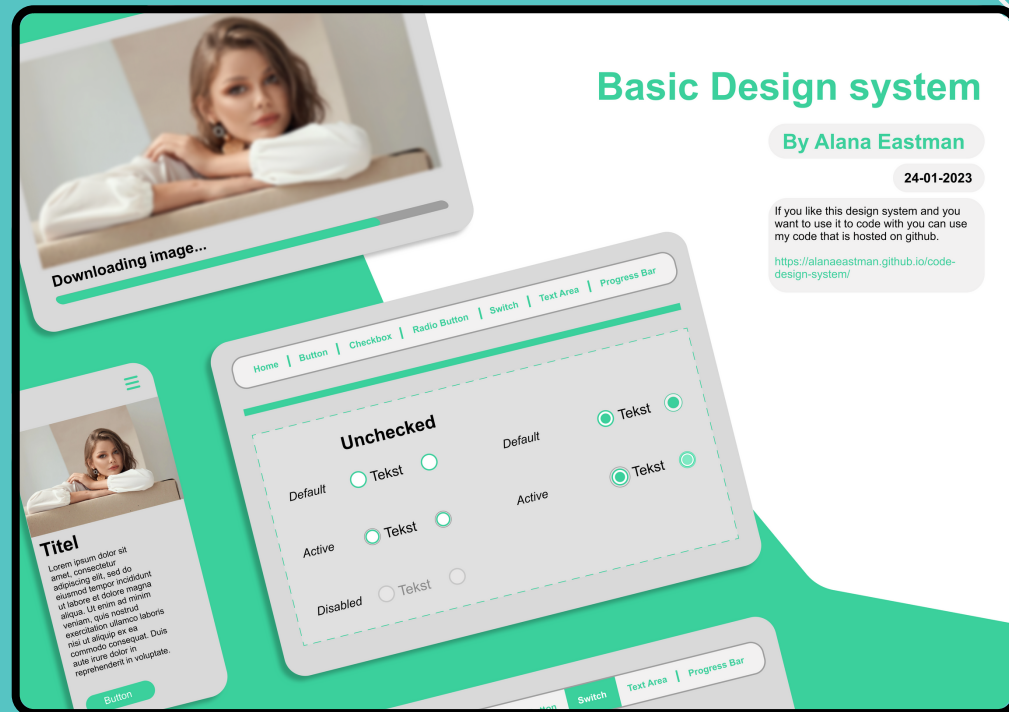 Basic Design system
By Alana Eastman
24-01-2023
If you like this design system and you
want to use it to code with you can use
my code that is hosted on github.
https://alanaeastman.github.io/code-
design-system/
Downloading image...
Home | Button | Checkbox | Radio Button | Switch | Text Area | Progress Bar
Unchecked
Default Tekst
Active Tekst
Disabled Tekst
Default Tekst
Active Tekst
Titel
Lorem ipsum dolor sit
amet, consectetur
adipiscing elit, sed do
eiusmod tempor incididunt
ut labore et dolore magna
aliqua. Ut enim ad minim
veniam, quis nostrud
exercitation ullamco laboris
nisi ut aliquip ex ea
commodo consequat. Duis
aute irure dolor in
reprehenderit in voluptate.
Button
Switch Text Area | Progress Bar